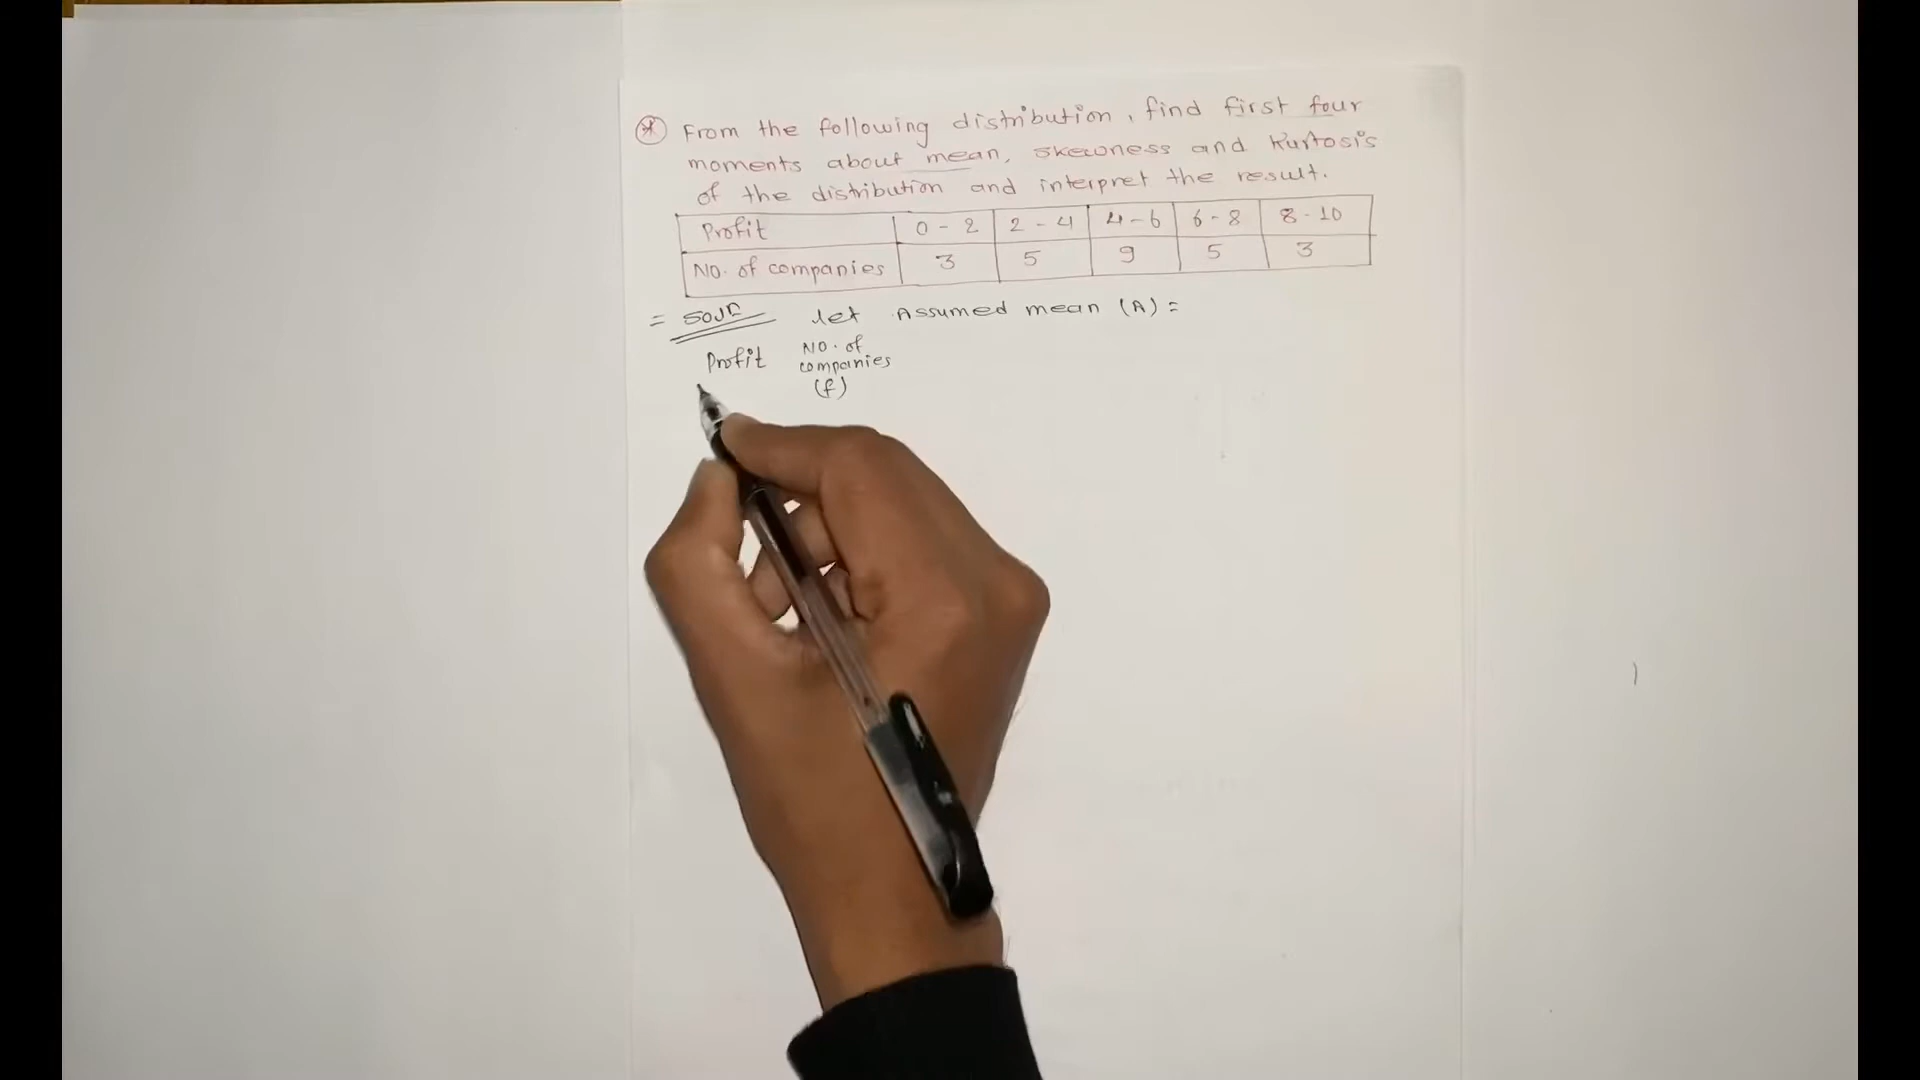 * From the following distribution, find first four
moments about mean, skewness and Kurtosis
of the distribution and interpret the result.
Profit 0 - 2 2 - 4 4 - 6 6 - 8 8 - 10
NO. of companies 3 5 9 5 3
= Soln let Assumed mean (A) =
Profit NO. of
companies
(f)